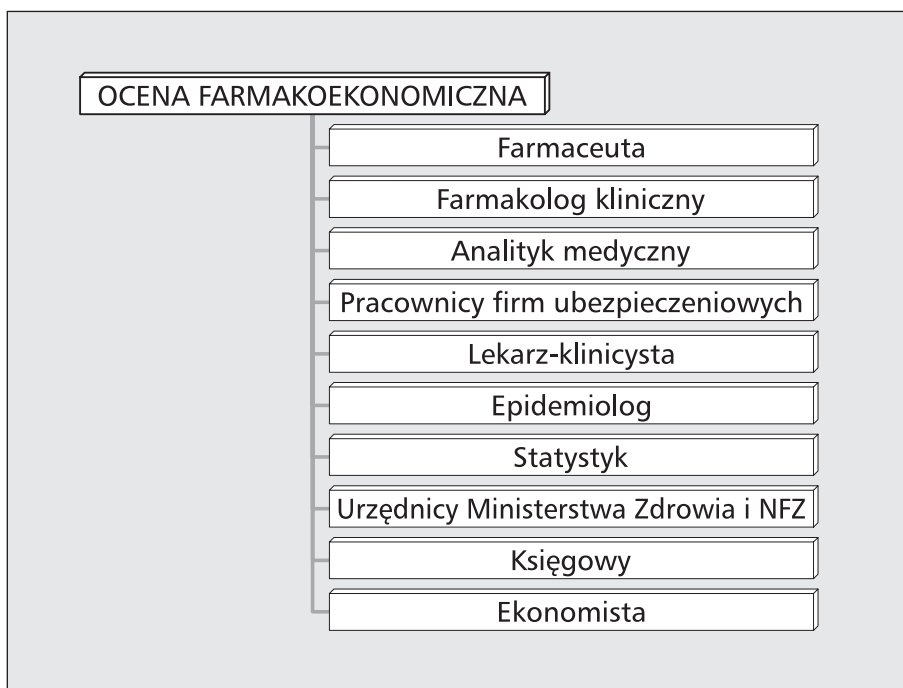 OCENA FARMAKOEKONOMICZNA
Farmaceuta
Farmakolog kliniczny
Analityk medyczny
Pracownicy firm ubezpieczeniowych
Lekarz-klinicysta
Epidemiolog
Statystyk
Urzędnicy Ministerstwa Zdrowia i NFZ
Księgowy
Ekonomista